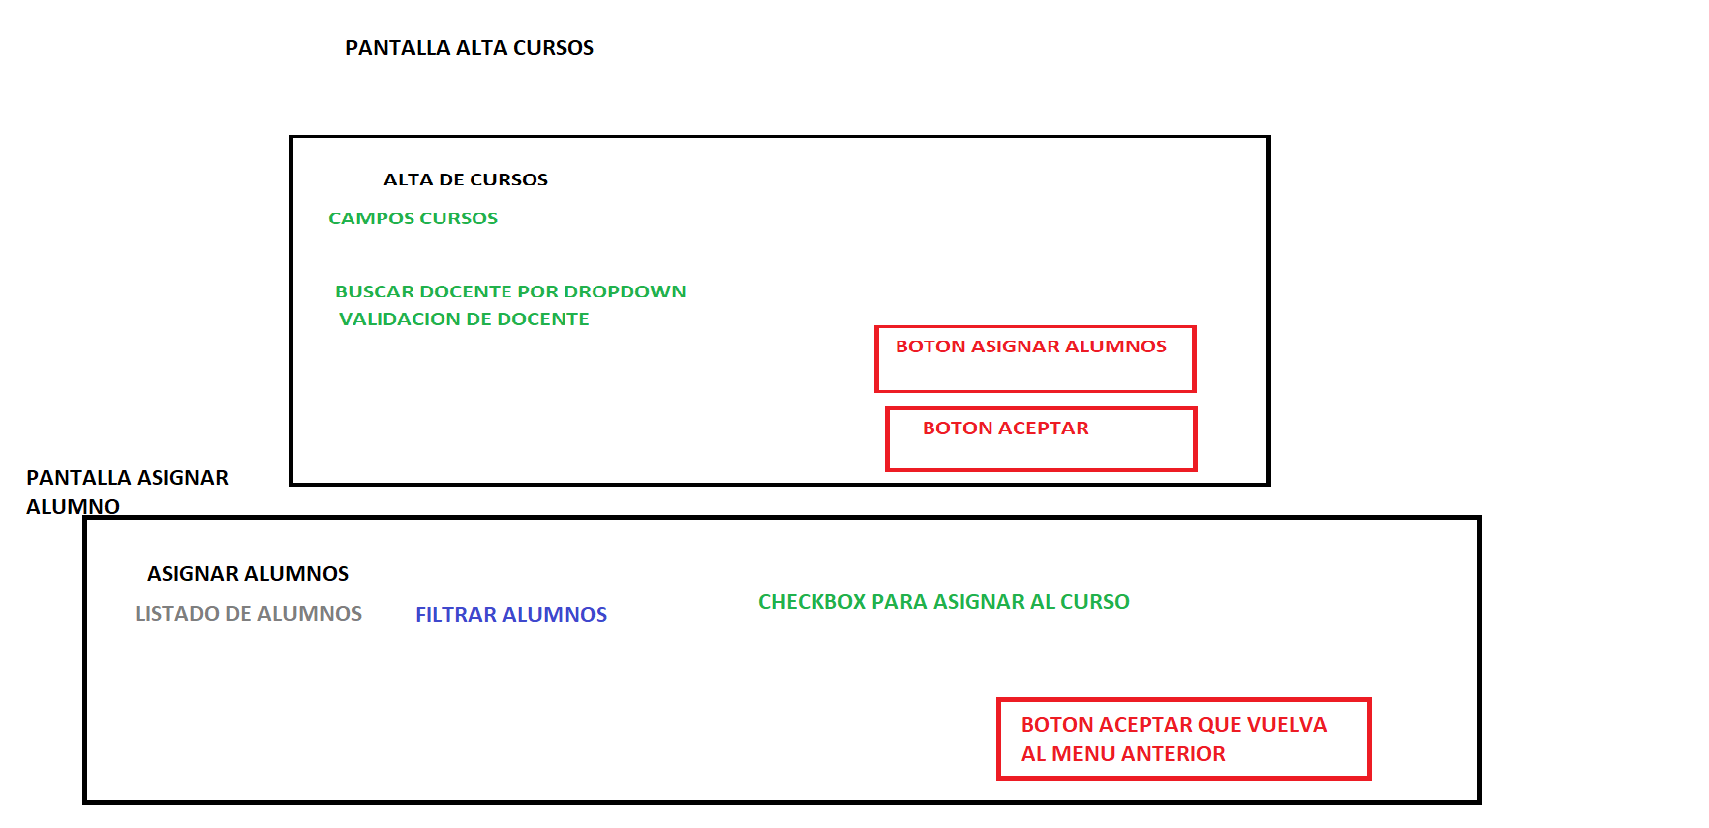 PANTALLA ALTA CURSOS
ALTA DE CURSOS
CAMPOS CURSOS
BUSCAR DOCENTE POR DROPDOWN
VALIDACION DE DOCENTE
BOTON ASIGNAR ALUMNOS
BOTON ACEPTAR
PANTALLA ASIGNAR
ALUMNO
ASIGNAR ALUMNOS
LISTADO DE ALUMNOS
FILTRAR ALUMNOS
CHECKBOX PARA ASIGNAR AL CURSO
BOTON ACEPTAR QUE VUELVA
AL MENU ANTERIOR